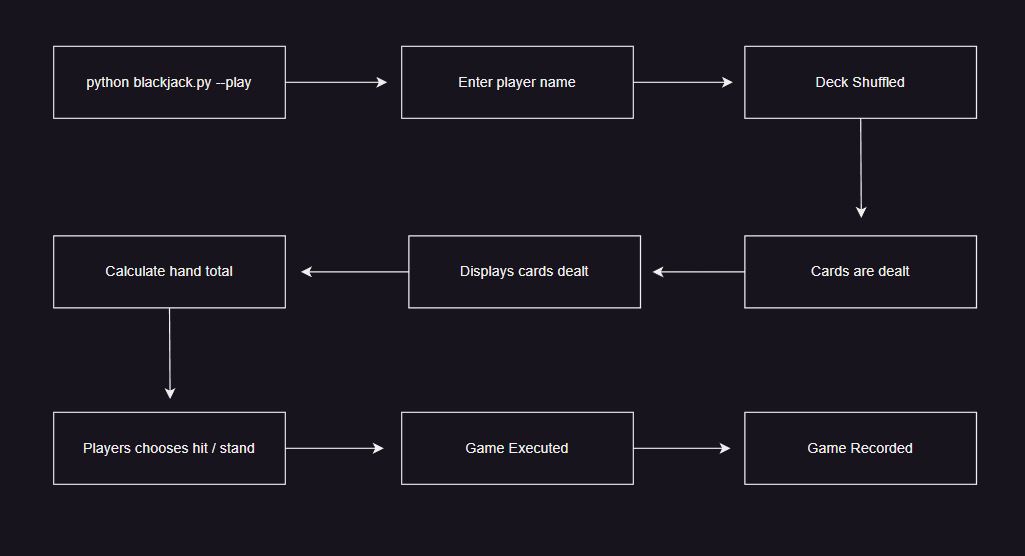 python blackjack.py --play
Enter player name
Deck Shuffled
Cards are dealt
Displays cards dealt
Calculate hand total
Players chooses hit / stand
Game Executed
Game Recorded